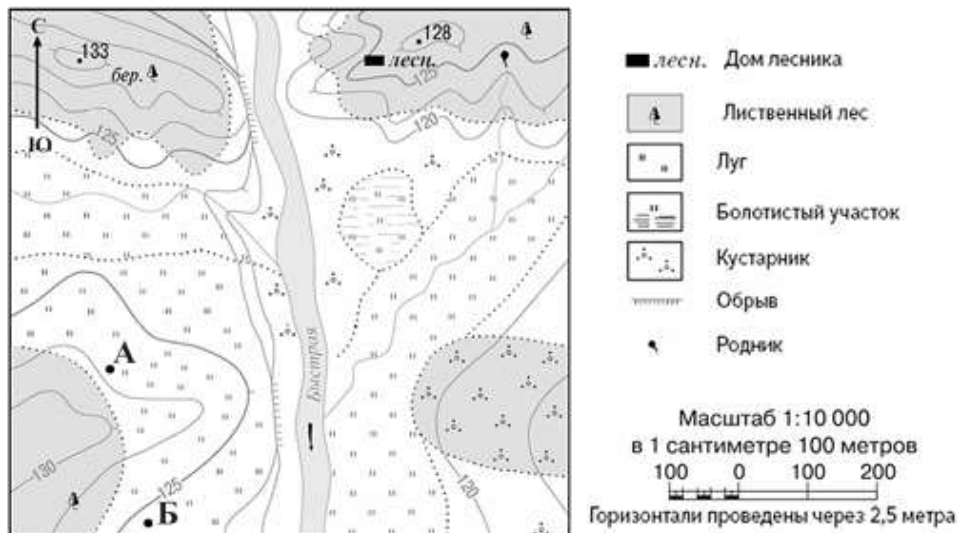 С
133
128
лесн.
бер.
125
125
120
Ю
Быстрая
А
130
125
Б
120
лесн. Дом лесника
Лиственный лес
Луг
Болотистый участок
Кустарник
Обрыв
Родник
Масштаб 1:10 000
в 1 сантиметре 100 метров
100 0 100 200
Горизонтали проведены через 2,5 метра